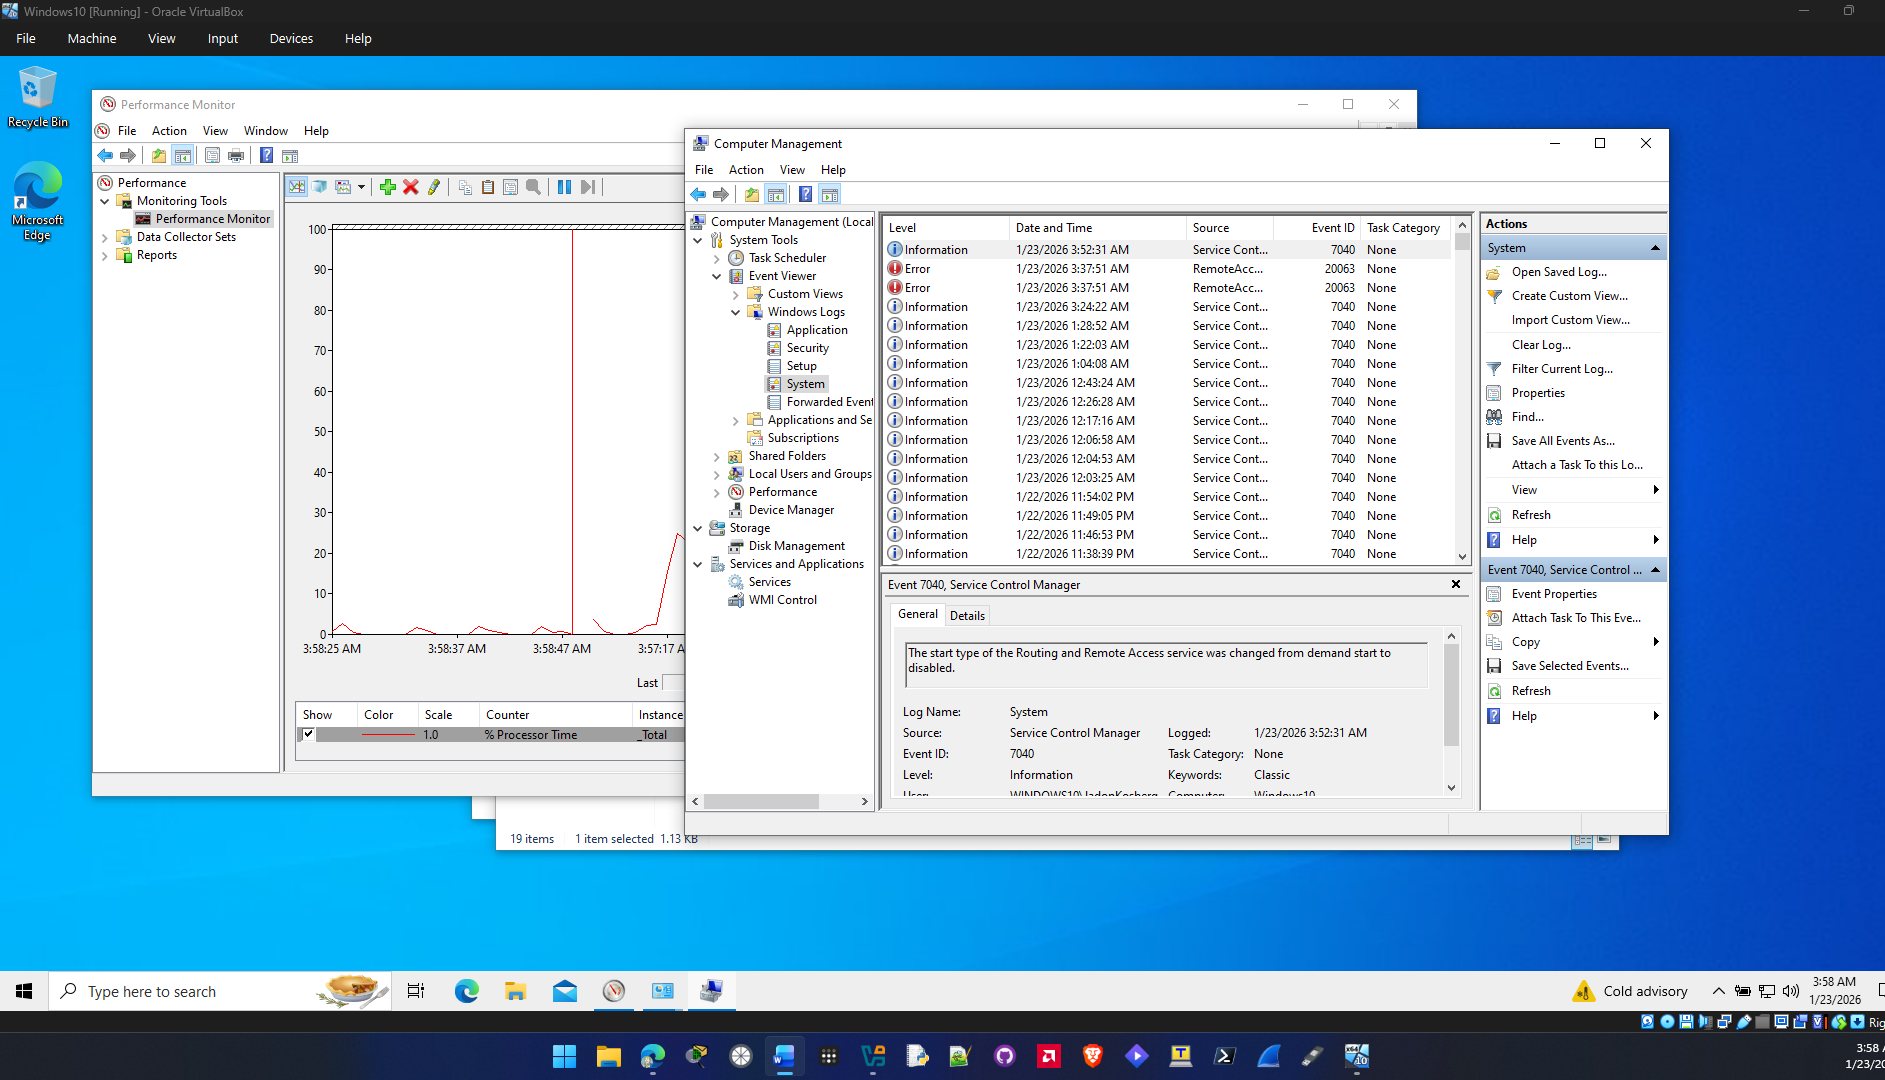 Windows10 [Running] - Oracle VirtualBox
File Machine View Input Devices Help
Recycle Bin
Microsoft
Edge
Performance Monitor
File Action View Window Help
Performance
Monitoring Tools
Performance Monitor
Data Collector Sets
Reports
100
90
80
70
60
50
40
30
20
10
0
3:58:25 AM 3:58:37 AM 3:58:47 AM 3:57:17 A
Last
Show Color Scale Counter Instance
1.0 % Processor Time _Total
19 items 1 item selected 1.13 KB
Computer Management
File Action View Help
Computer Management (Local
System Tools
Task Scheduler
Event Viewer
Custom Views
Windows Logs
Application
Security
Setup
System
Forwarded Event
Applications and Se
Subscriptions
Shared Folders
Local Users and Groups
Performance
Device Manager
Storage
Disk Management
Services and Applications
Services
WMI Control
Level Date and Time Source Event ID Task Category
Information 1/23/2026 3:52:31 AM Service Cont... 7040 None
Error 1/23/2026 3:37:51 AM RemoteAcc... 20063 None
Error 1/23/2026 3:37:51 AM RemoteAcc... 20063 None
Information 1/23/2026 3:24:22 AM Service Cont... 7040 None
Information 1/23/2026 1:28:52 AM Service Cont... 7040 None
Information 1/23/2026 1:22:03 AM Service Cont... 7040 None
Information 1/23/2026 1:04:08 AM Service Cont... 7040 None
Information 1/23/2026 12:43:24 AM Service Cont... 7040 None
Information 1/23/2026 12:26:28 AM Service Cont... 7040 None
Information 1/23/2026 12:17:16 AM Service Cont... 7040 None
Information 1/23/2026 12:06:58 AM Service Cont... 7040 None
Information 1/23/2026 12:04:53 AM Service Cont... 7040 None
Information 1/23/2026 12:03:25 AM Service Cont... 7040 None
Information 1/22/2026 11:54:02 PM Service Cont... 7040 None
Information 1/22/2026 11:49:05 PM Service Cont... 7040 None
Information 1/22/2026 11:46:53 PM Service Cont... 7040 None
Information 1/22/2026 11:38:39 PM Service Cont... 7040 None
Event 7040, Service Control Manager
General Details
The start type of the Routing and Remote Access service was changed from demand start to
disabled.
Log Name: System
Source: Service Control Manager Logged: 1/23/2026 3:52:31 AM
Event ID: 7040 Task Category: None
Level: Information Keywords: Classic
User: WINDOWS10\JadonKosberg Computer: Windows10
Actions
System
Open Saved Log...
Create Custom View...
Import Custom View...
Clear Log...
Filter Current Log...
Properties
Find...
Save All Events As...
Attach a Task To this Lo...
View
Refresh
Help
Event 7040, Service Control ...
Event Properties
Attach Task To This Eve...
Copy
Save Selected Events...
Refresh
Help
Type here to search
Cold advisory
3:58 AM
1/23/2026
Rig
3:58
1/23/20